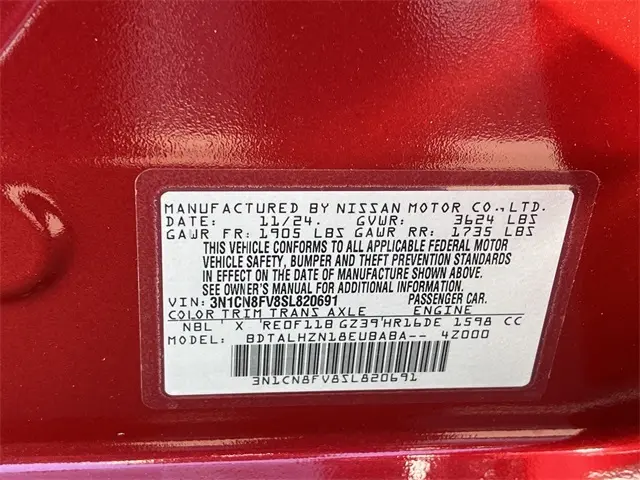 MANUFACTURED BY NISSAN MOTOR CO.,LTD.
DATE: 11/24. GVWR: 3624 LBS
GAWR FR: 1905 LBS GAWR RR: 1735 LBS
THIS VEHICLE CONFORMS TO ALL APPLICABLE FEDERAL MOTOR
VEHICLE SAFETY, BUMPER AND THEFT PREVENTION STANDARDS
IN EFFECT ON THE DATE OF MANUFACTURE SHOWN ABOVE.
SEE OWNER'S MANUAL FOR ADDITIONAL INFORMATION.
VIN: 3N1CN8FV8SL820691 PASSENGER CAR.
COLOR TRIM TRANS AXLE ENGINE
NBL ' X 'RE0F11B GZ39'HR16DE 1598 CC
MODEL: BDTALHZN18EUBABA-- 4Z000
3N1CN8FV8SL820691